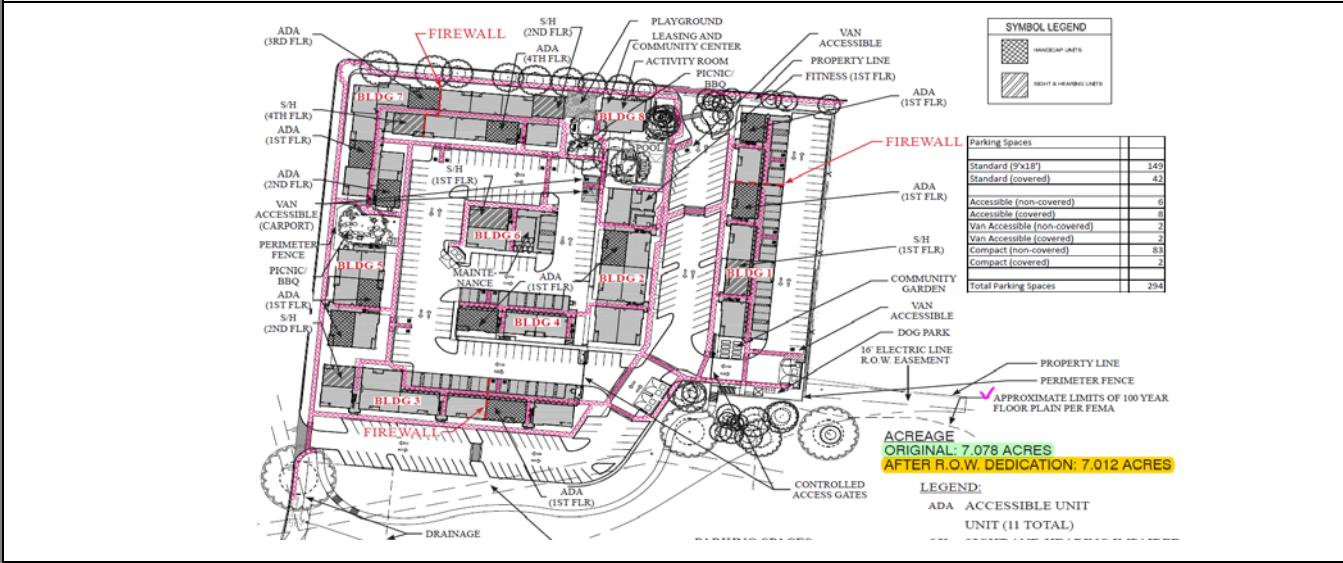 ADA
(3RD FLR)
FIREWALL
S/H
(2ND FLR)
ADA
(4TH FLR)
PLAYGROUND
LEASING AND
COMMUNITY CENTER
ACTIVITY ROOM
PICNIC/
BBQ
VAN
ACCESSIBLE
PROPERTY LINE
FITNESS (1ST FLR)
ADA
(1ST FLR)
SYMBOL LEGEND
HANDICAP UNITS
SIGHT & HEARING UNITS
BLDG 7
BLDG 8
S/H
(4TH FLR)
ADA
(1ST FLR)
ADA
(2ND FLR)
VAN
ACCESSIBLE
(CARPORT)
PERIMETER
FENCE
PICNIC/
BBQ
ADA
(1ST FLR)
S/H
(2ND FLR)
POOL
S/H
(1ST FLR)
BLDG 6
BLDG 5
MAINTE-
NANCE
ADA
(1ST FLR)
BLDG 2
BLDG 4
BLDG 1
BLDG 3
FIREWALL
ADA
(1ST FLR)
FIREWALL
ADA
(1ST FLR)
S/H
(1ST FLR)
COMMUNITY
GARDEN
VAN
ACCESSIBLE
DOG PARK
16' ELECTRIC LINE
R.O.W. EASEMENT
PROPERTY LINE
PERIMETER FENCE
APPROXIMATE LIMITS OF 100 YEAR
FLOOR PLAIN PER FEMA
Parking Spaces
Standard (9'x18') 149
Standard (covered) 42
Accessible (non-covered) 6
Accessible (covered) 8
Van Accessible (non-covered) 2
Van Accessible (covered) 2
Compact (non-covered) 83
Compact (covered) 2
Total Parking Spaces 294
ACREAGE
ORIGINAL: 7.078 ACRES
AFTER R.O.W. DEDICATION: 7.012 ACRES
CONTROLLED
ACCESS GATES
LEGEND:
ADA ACCESSIBLE UNIT
UNIT (11 TOTAL)
DRAINAGE